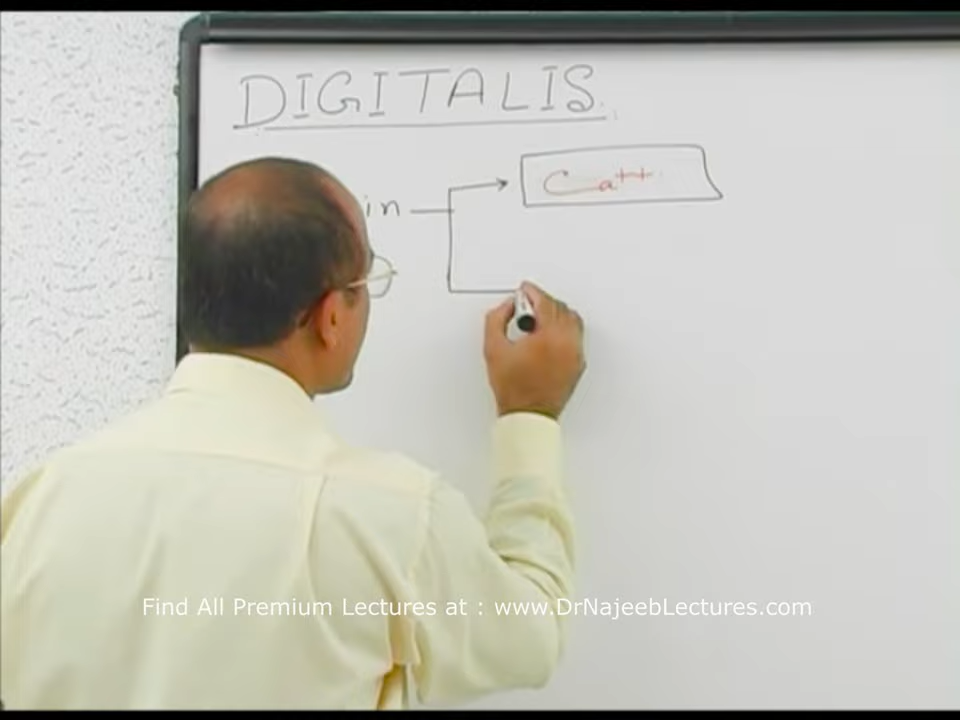 DIGITALIS
in
Ca++
Find All Premium Lectures at : www.DrNajeebLectures.com